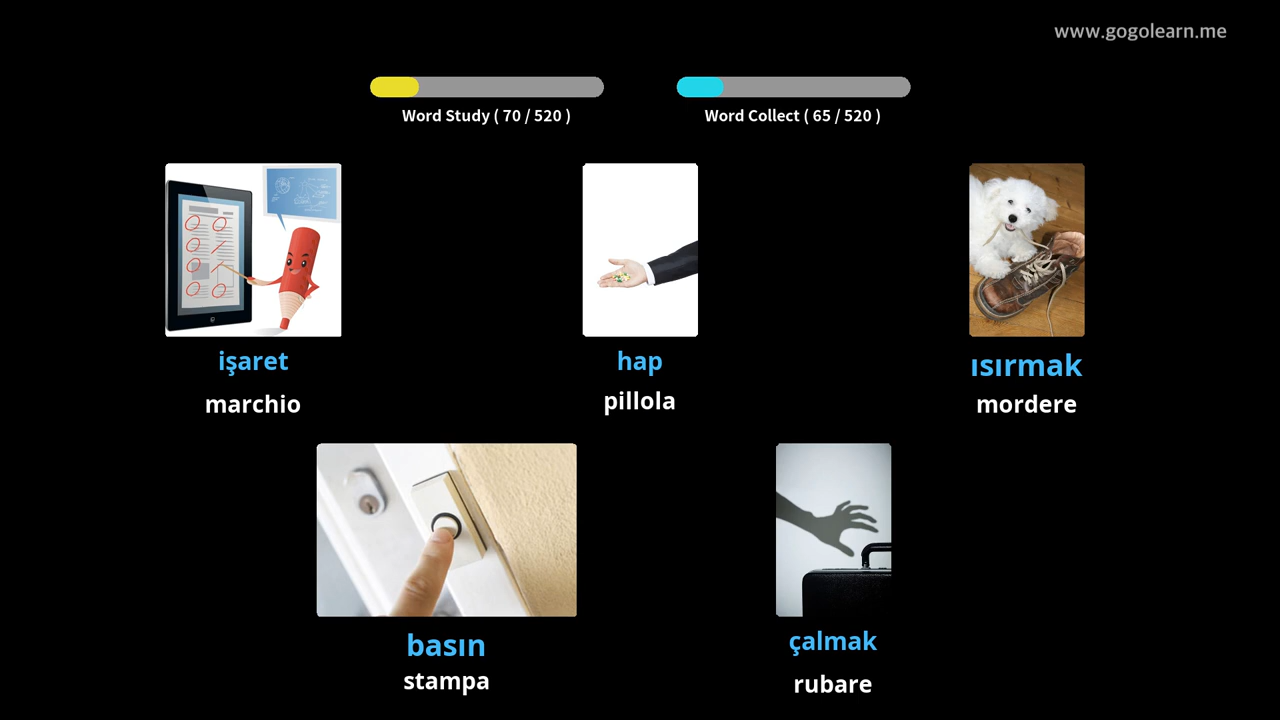 www.gogolearn.me
Word Study ( 70 / 520 )
Word Collect ( 65 / 520 )
işaret
marchio
hap
pillola
ısırmak
mordere
basın
stampa
çalmak
rubare